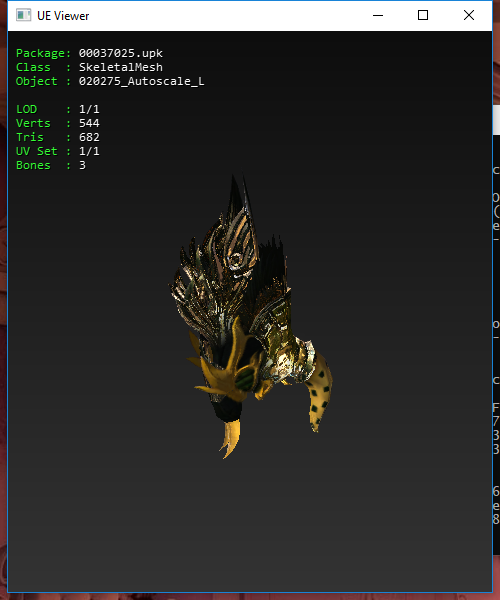 UE Viewer
Package: 00037025.upk
Class : SkeletalMesh
Object : 020275_Autoscale_L
LOD : 1/1
Verts : 544
Tris : 682
UV Set : 1/1
Bones : 3